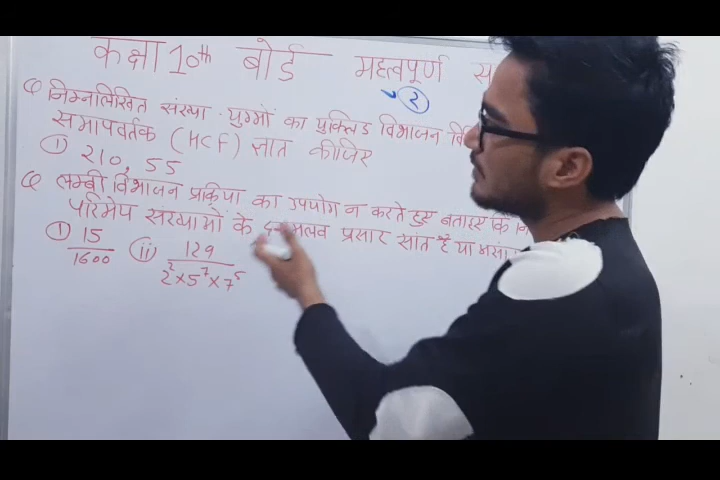 कक्षा 10th बोर्ड महत्वपूर्ण
2
Q निम्नलिखित संख्या युग्मों का युक्लिड विभाजन
समापवर्तक (HCF) ज्ञात कीजिए
(i) 210, 55
Q लम्बी विभाजन प्रक्रिया का उपयोग न करते हुए बताइए कि
परिमेय संख्याओं के दशमलव प्रसार सांत है या
(i) 15/1600 (ii) 129/2²×5⁷×7⁵